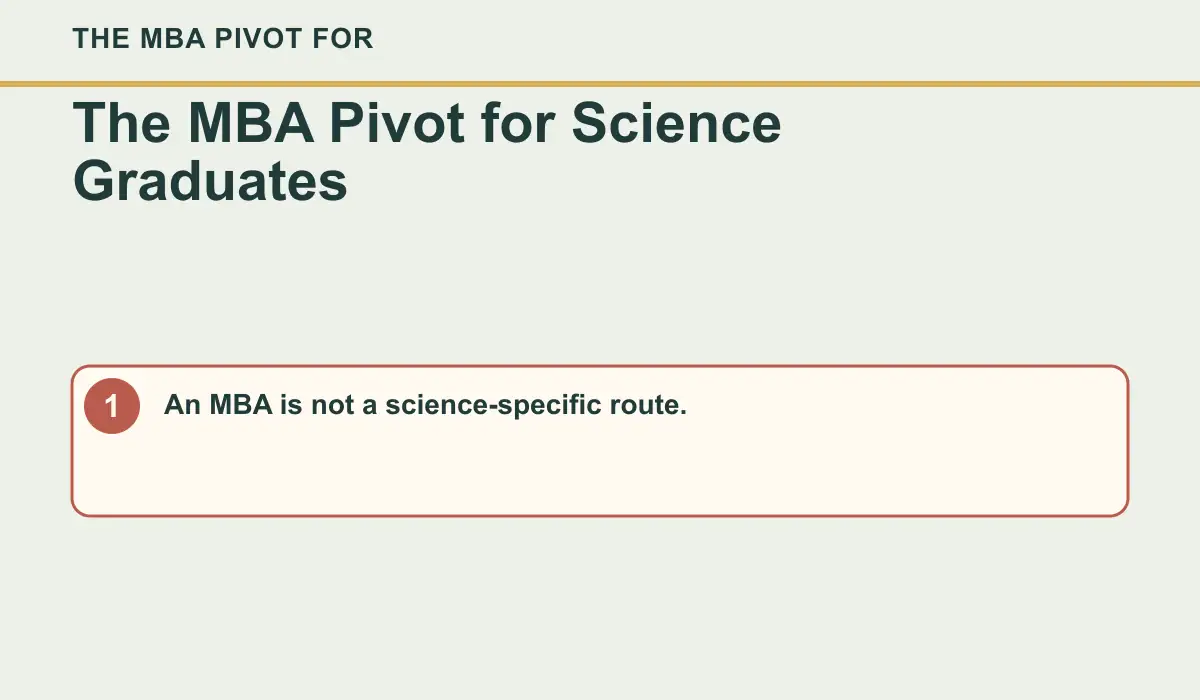 THE MBA PIVOT FOR
The MBA Pivot for Science
Graduates
1
An MBA is not a science-specific route.